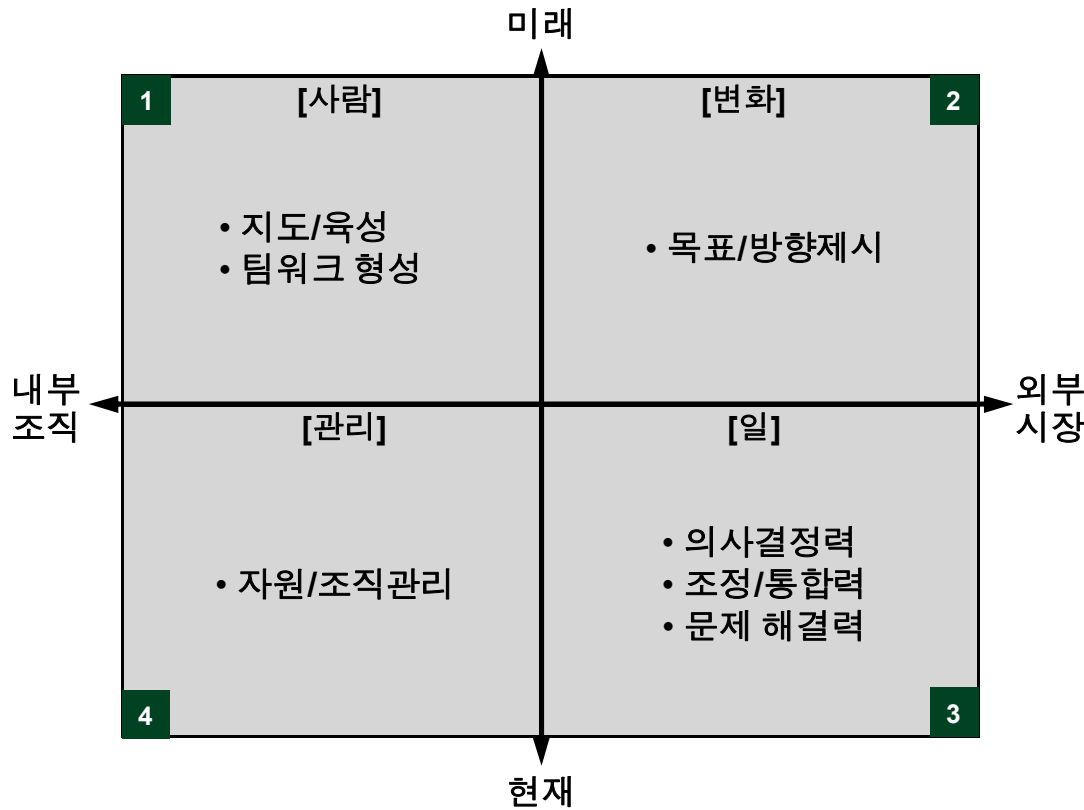 미래
1
[사람]
[변화]
2
• 지도/육성
• 팀워크 형성
• 목표/방향제시
내부
조직
외부
시장
[관리]
[일]
• 자원/조직관리
• 의사결정력
• 조정/통합력
• 문제 해결력
4
3
현재